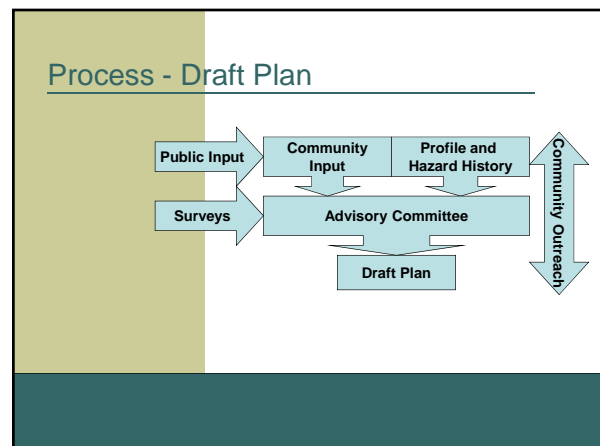 Process - Draft Plan
Public Input
Community
Input
Profile and
Hazard History
Surveys
Advisory Committee
Draft Plan
Community Outreach